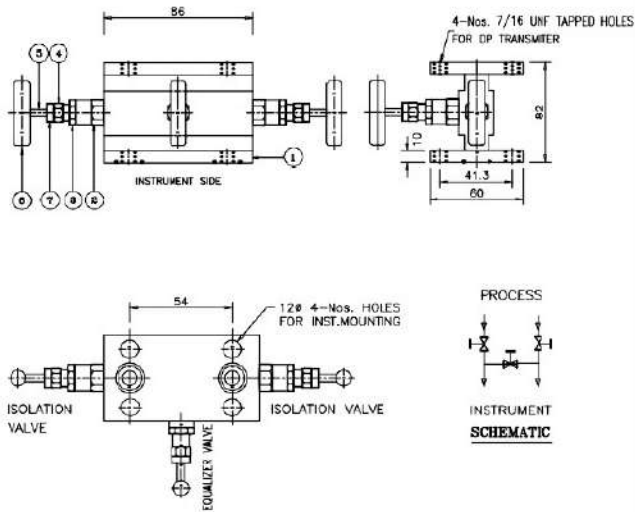 86
4-Nos. 7/16 UNF TAPPED HOLES
FOR DP TRANSMITER
5
4
82
10
1
INSTRUMENT SIDE
6
7
3
2
41.3
60
54
12ø 4-Nos. HOLES
FOR INST.MOUNTING
PROCESS
ISOLATION
VALVE
ISOLATION VALVE
EQUALIZER VALVE
INSTRUMENT
SCHEMATIC